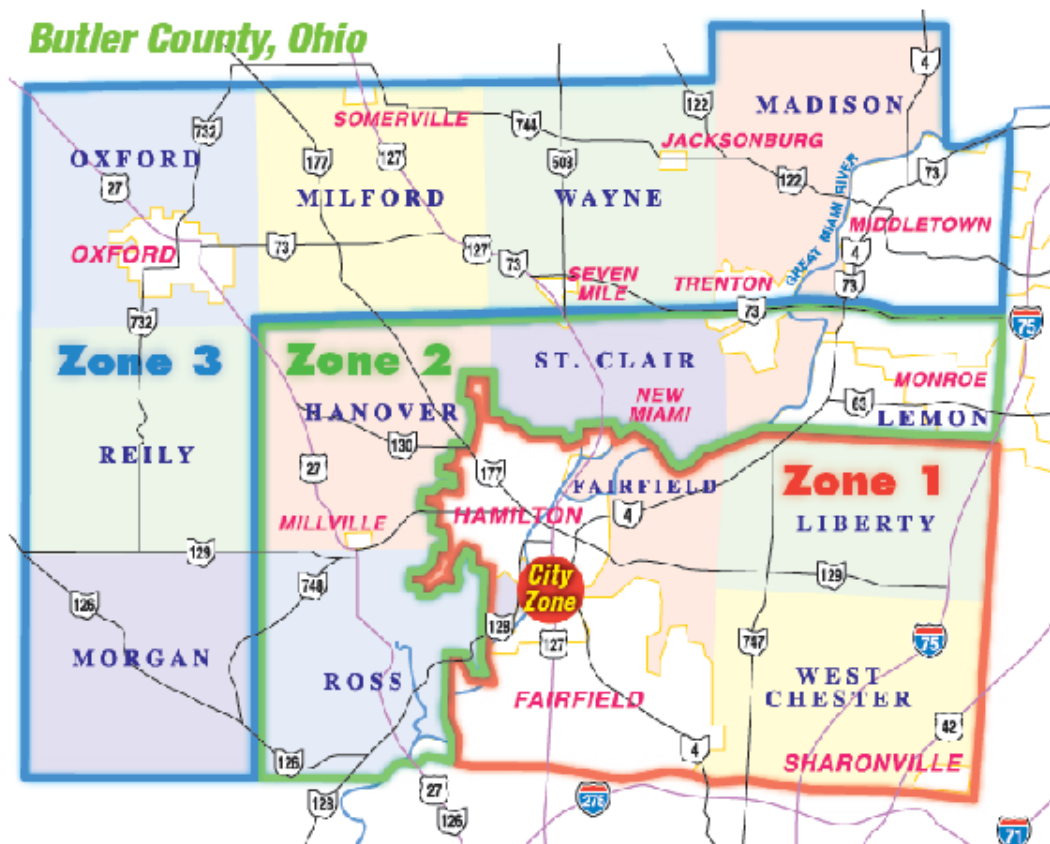 Butler County, Ohio
4
MADISON
122
SOMERVILLE
732
744
JACKSONBURG
OXFORD
177
127
503
73
27
MILFORD
WAYNE
122
GREAT MIAMI RIVER
MIDDLETOWN
OXFORD
73
127
73
SEVEN
MILE
TRENTON
4
73
732
73
75
Zone 3
Zone 2
ST. CLAIR
MONROE
HANOVER
NEW
MIAMI
63
LEMON
130
REILY
27
177
FAIRFIELD
Zone 1
MILLVILLE
HAMILTON
4
LIBERTY
129
City
Zone
129
748
126
128
127
747
75
MORGAN
ROSS
WEST
CHESTER
FAIRFIELD
42
4
SHARONVILLE
126
27
128
275
126
71